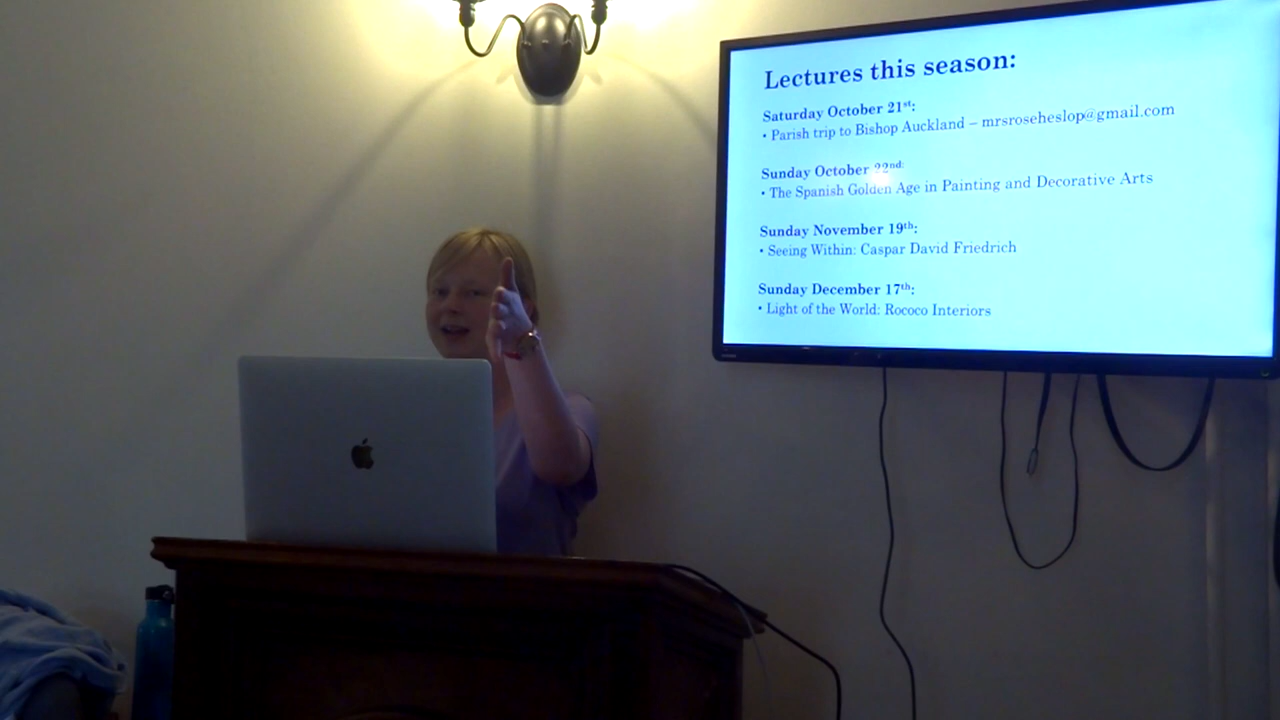 Lectures this season:
Saturday October 21st:
• Parish trip to Bishop Auckland – mrsroseheslop@gmail.com
Sunday October 22nd:
• The Spanish Golden Age in Painting and Decorative Arts
Sunday November 19th:
• Seeing Within: Caspar David Friedrich
Sunday December 17th:
• Light of the World: Rococo Interiors